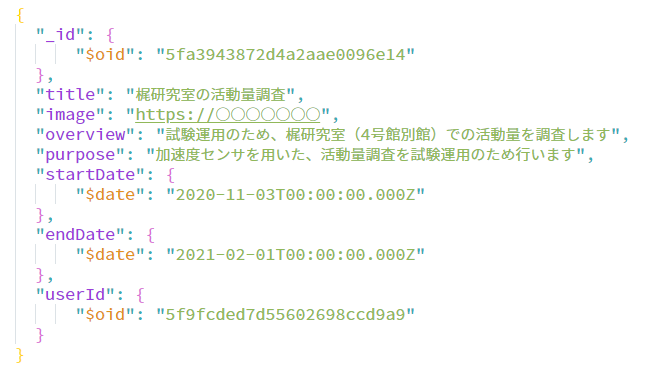 {
"_id": {
"$oid": "5fa3943872d4a2aae0096e14"
},
"title": "梶研究室の活動量調査",
"image": "https://〇〇〇〇〇〇〇",
"overview": "試験運用のため、梶研究室（4号館別館）での活動量を調査します",
"purpose": "加速度センサを用いた、活動量調査を試験運用のため行います",
"startDate": {
"$date": "2020-11-03T00:00:00.000Z"
},
"endDate": {
"$date": "2021-02-01T00:00:00.000Z"
},
"userId": {
"$oid": "5f9fcded7d55602698ccd9a9"
}
}